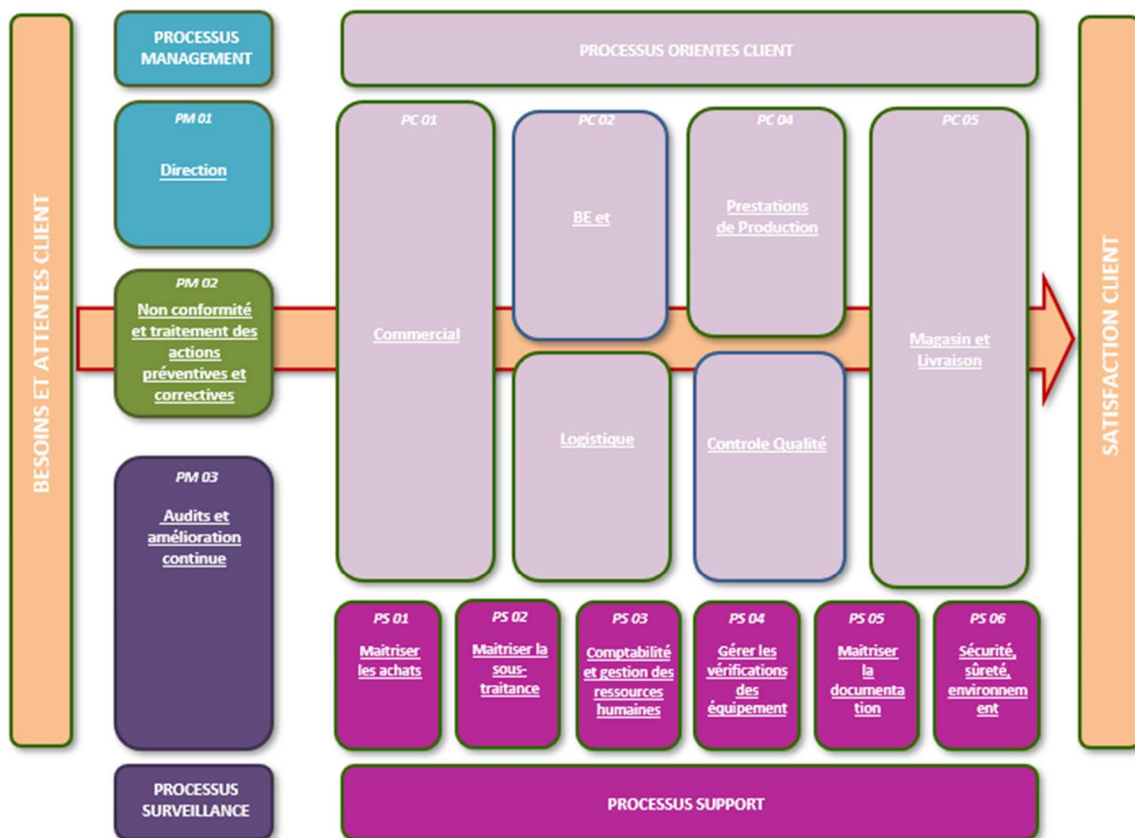 BESOINS ET ATTENTES CLIENT
PROCESSUS
MANAGEMENT
PM 01
Direction
PM 02
Non conformité
et traitement des
actions
préventives et
correctives
PM 03
Audits et
amélioration
continue
PROCESSUS
SURVEILLANCE
PROCESSUS ORIENTES CLIENT
PC 01
Commercial
PC 02
BE et
PC 04
Prestations
de Production
PC 05
Magasin et
Livraison
Logistique
Controle Qualité
PS 01
Maitriser
les achats
PS 02
Maitriser la
sous-
traitance
PS 03
Comptabilité
et gestion des
ressources
humaines
PS 04
Gérer les
vérifications
des
équipement
PS 05
Maitriser
la
documenta
tion
PS 06
Sécurité,
sûreté,
environnem
ent
PROCESSUS SUPPORT
SATISFACTION CLIENT